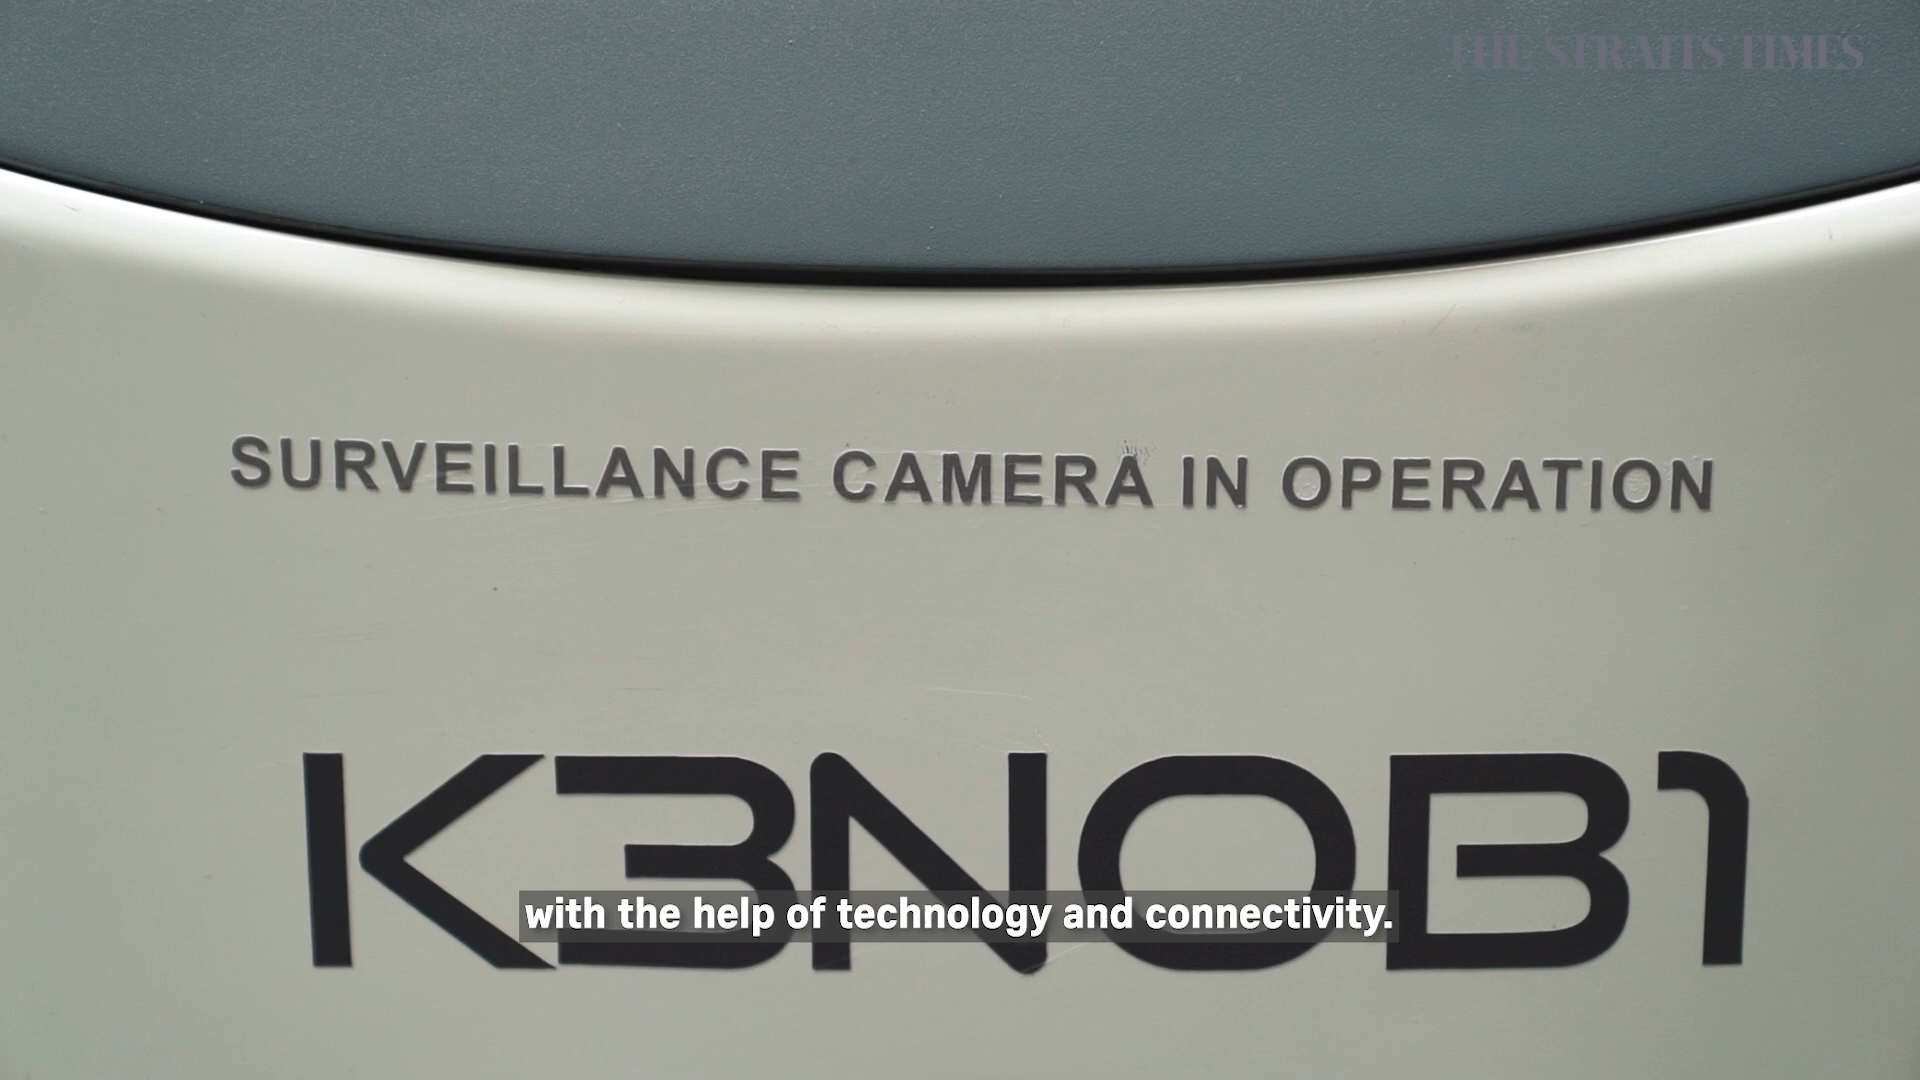 THE STRAITS TIMES
SURVEILLANCE CAMERA IN OPERATION
K3NOB1
with the help of technology and connectivity.